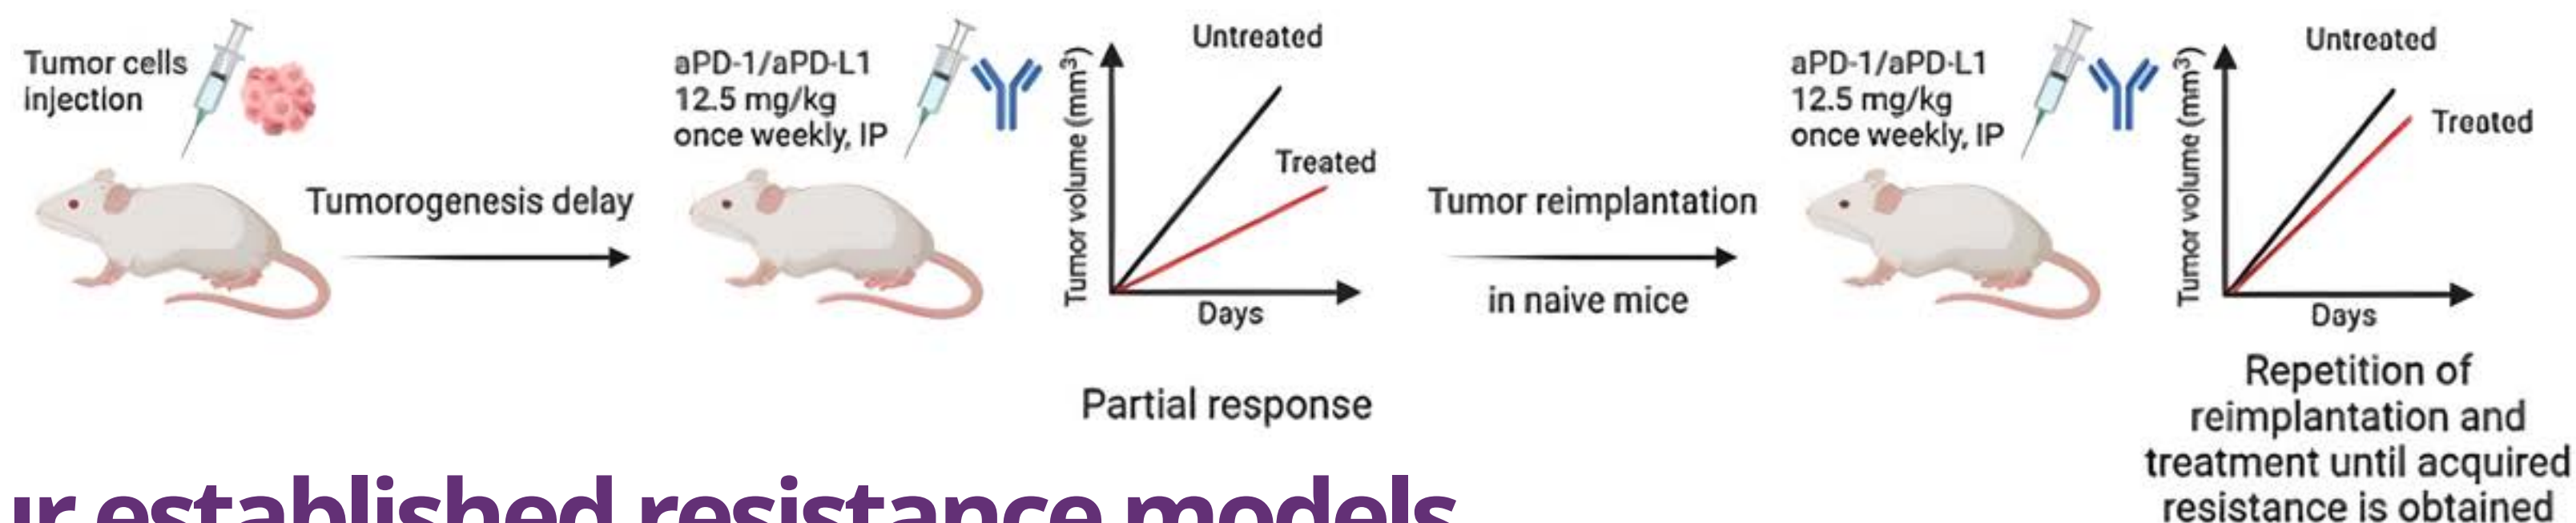 Tumor cells
injection
Tumorogenesis delay
aPD-1/aPD-L1
12.5 mg/kg
once weekly, IP
Tumor volume (mm³)
Untreated
Treated
Days
Partial response
Tumor reimplantation
in naive mice
aPD-1/aPD-L1
12.5 mg/kg
once weekly, IP
Tumor volume (mm³)
Untreated
Treated
Days
Repetition of
reimplantation and
treatment until acquired
resistance is obtained
established resistance models